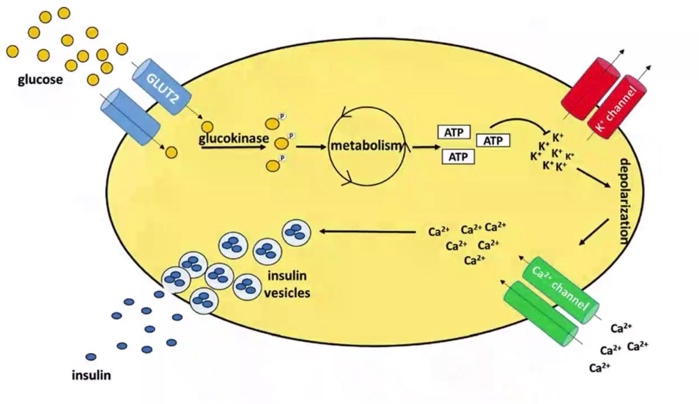 glucose
GLUT2
glucokinase
P
P
P
metabolism
ATP
ATP
ATP
K⁺
K⁺
K⁺ K⁺ K⁺
K⁺K⁺
K⁺ channel
depolarization
Ca²⁺ Ca²⁺ Ca²⁺
Ca²⁺ Ca²⁺
Ca²⁺
Ca²⁺ channel
Ca²⁺
Ca²⁺ Ca²⁺
Ca²⁺
insulin
vesicles
insulin